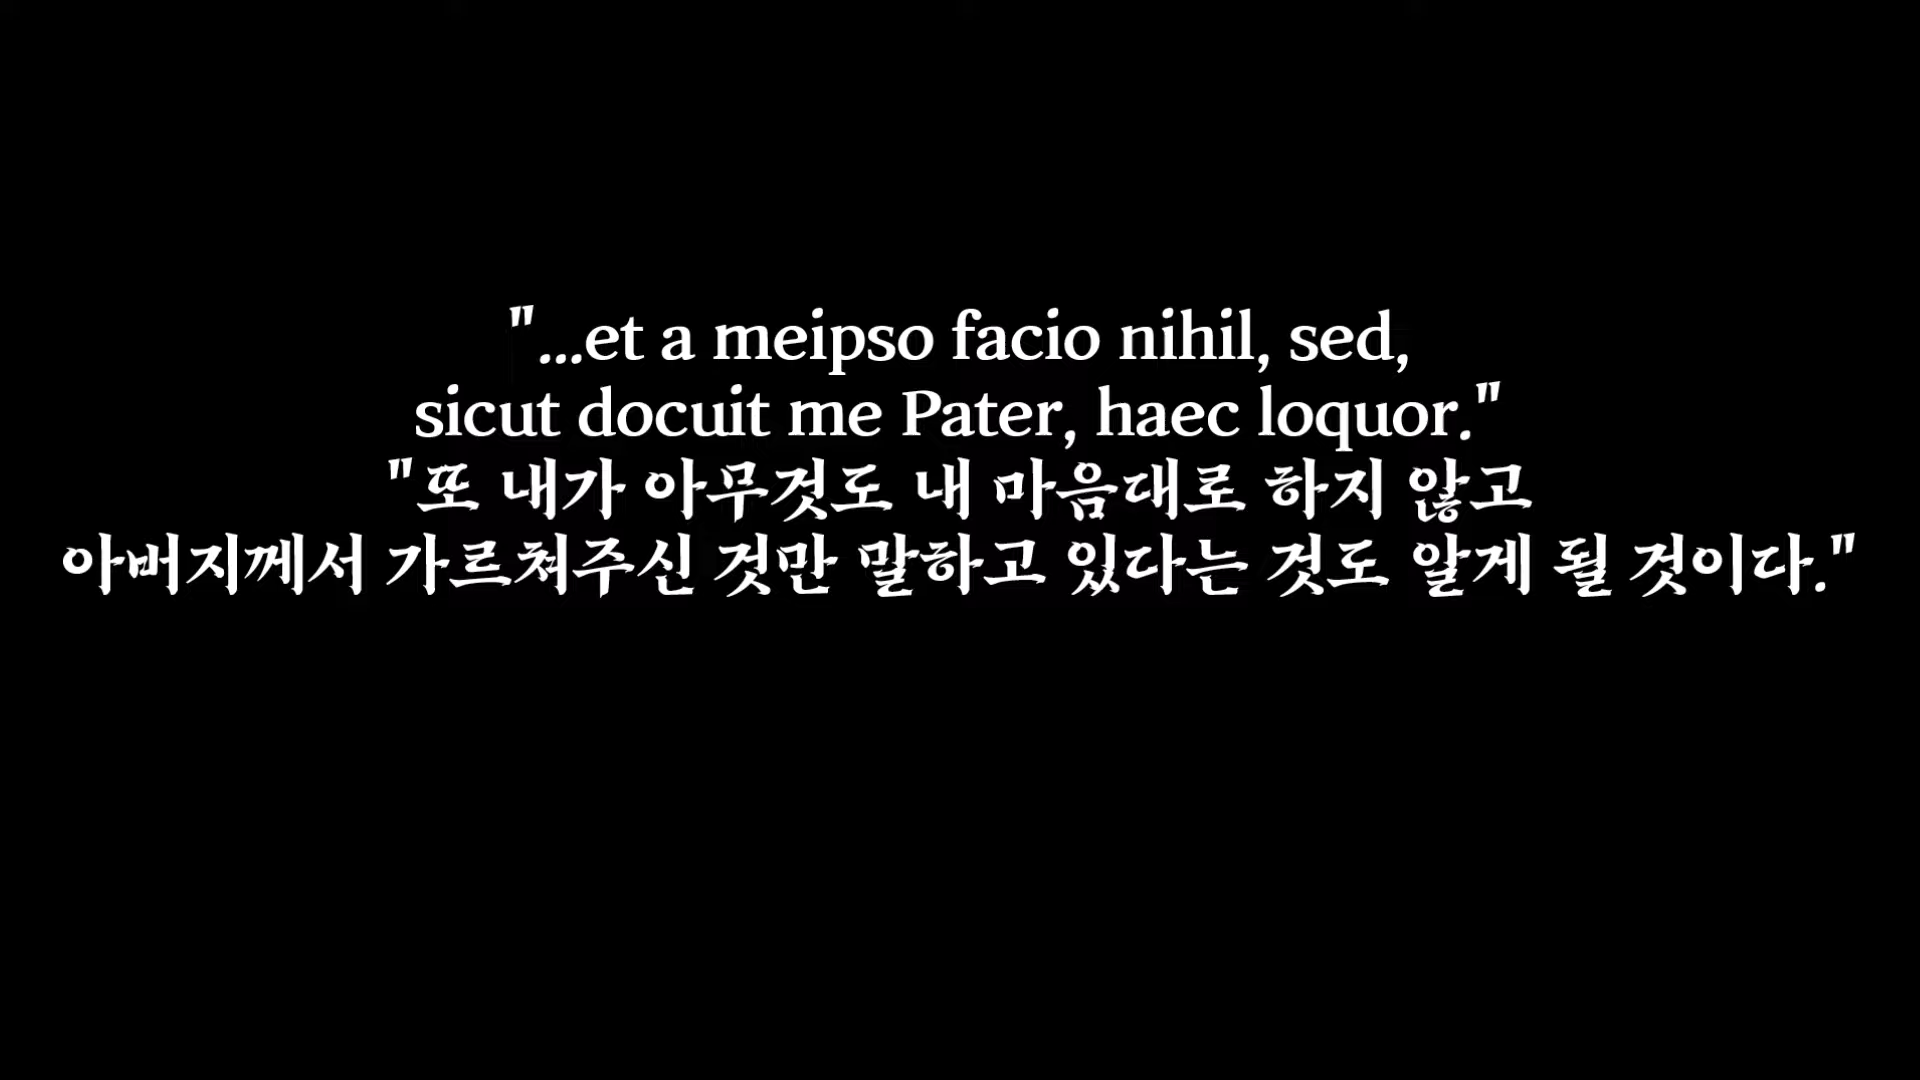 "...et a meipso facio nihil, sed,
sicut docuit me Pater, haec loquor."
"또 내가 아무것도 내 마음대로 하지 않고
아버지께서 가르쳐주신 것만 말하고 있다는 것도 알게 될 것이다."